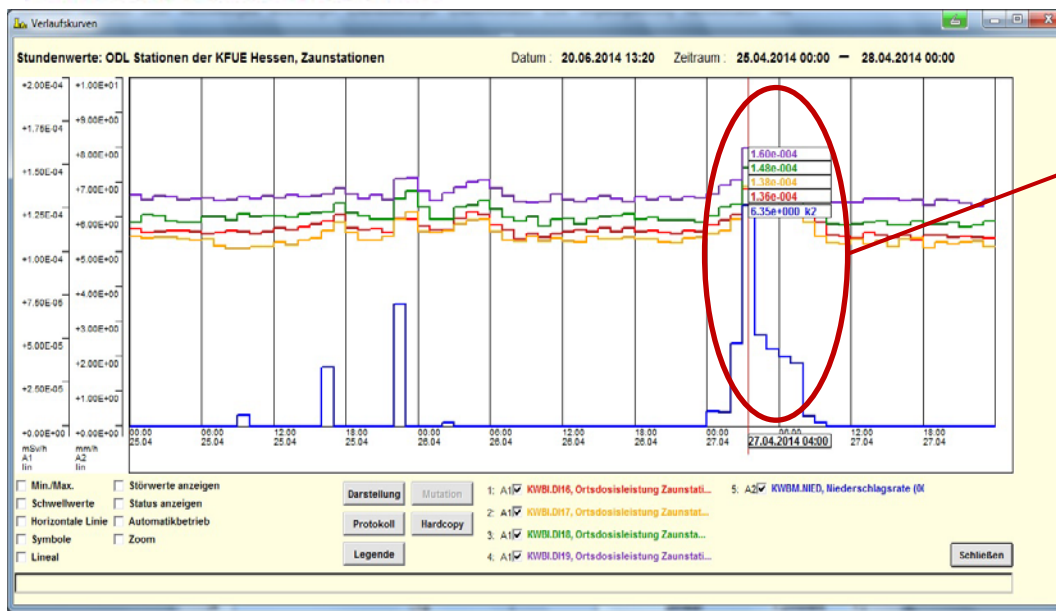 Verlaufskurven
Stundenwerte: ODL Stationen der KFUE Hessen, Zaunstationen Datum : 20.06.2014 13:20 Zeitraum : 25.04.2014 00:00 — 28.04.2014 00:00
+2.00E-04 +1.00E+01
+9.00E+00
+1.75E-04
+8.00E+00
+1.50E-04
+7.00E+00
+1.25E-04
+6.00E+00
+1.00E-04 +5.00E+00
+7.50E-05 +4.00E+00
+3.00E+00
+5.00E-05
+2.00E+00
+2.50E-05
+1.00E+00
+0.00E+00 +0.00E+00
mSv/h mm/h
A1 A2
lin lin
1.60e-004
1.48e-004
1.38e-004
1.36e-004
6.35e+000 k2
00:00 06:00 12:00 18:00 00:00 06:00 12:00 18:00 00:00 06:00 12:00 18:00
25.04 25.04 25.04 25.04 26.04 26.04 26.04 26.04 27.04 27.04 27.04
27.04.2014 04:00
Min./Max. Störwerte anzeigen
Schwellwerte Status anzeigen
Horizontale Linie Automatikbetrieb
Symbole Zoom
Lineal
Darstellung Mutation
Protokoll Hardcopy
Legende
1: A1 KWBI.DI16, Ortsdosisleistung Zaunstati...
2: A1 KWBI.DI17, Ortsdosisleistung Zaunstat...
3: A1 KWBI.DI18, Ortsdosisleistung Zaunsta...
4: A1 KWBI.DI19, Ortsdosisleistung Zaunstati...
5: A2 KWBM.NIED, Niederschlagsrate (00
Schließen